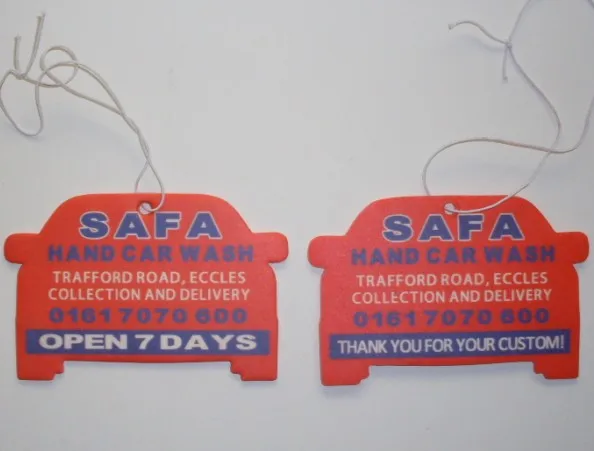 SAFA
HAND CAR WASH
TRAFFORD ROAD, ECCLES
COLLECTION AND DELIVERY
0161 7070 600
OPEN 7 DAYS
SAFA
HAND CAR WASH
TRAFFORD ROAD, ECCLES
COLLECTION AND DELIVERY
0161 7070 600
THANK YOU FOR YOUR CUSTOM!